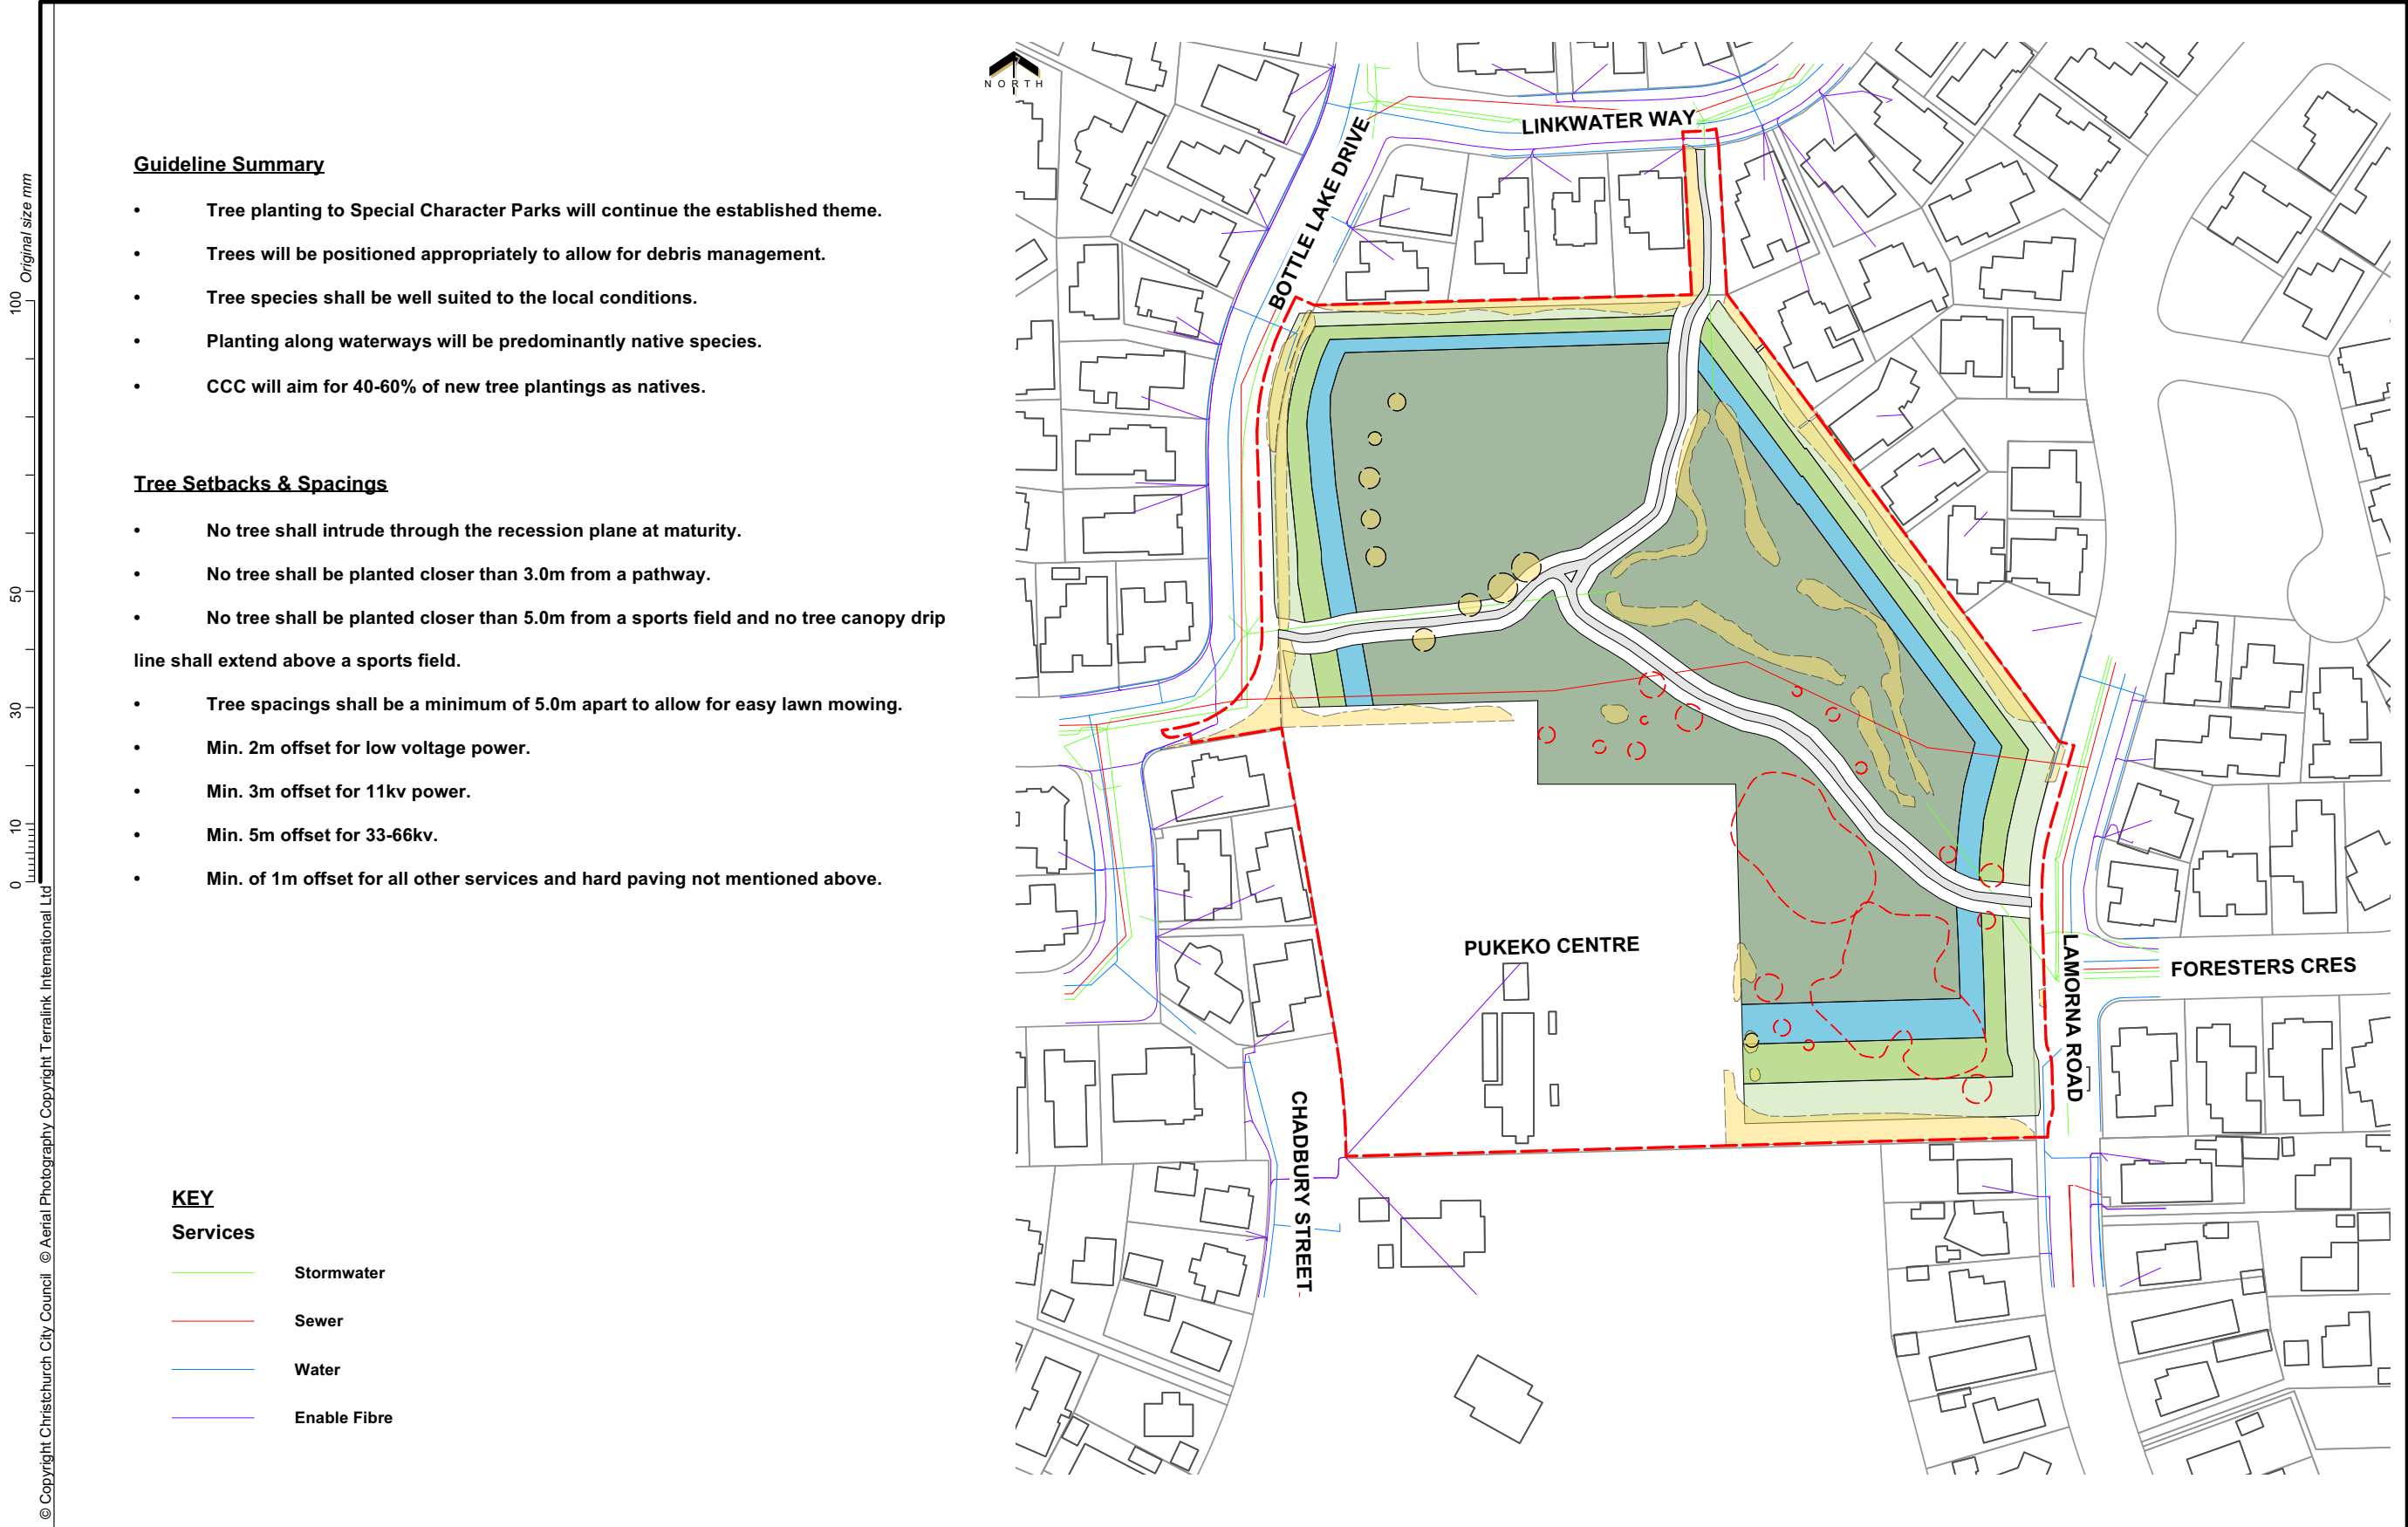 Guideline Summary
• Tree planting to Special Character Parks will continue the established theme.
• Trees will be positioned appropriately to allow for debris management.
• Tree species shall be well suited to the local conditions.
• Planting along waterways will be predominantly native species.
• CCC will aim for 40-60% of new tree plantings as natives.
Tree Setbacks & Spacings
• No tree shall intrude through the recession plane at maturity.
• No tree shall be planted closer than 3.0m from a pathway.
• No tree shall be planted closer than 5.0m from a sports field and no tree canopy drip
line shall extend above a sports field.
• Tree spacings shall be a minimum of 5.0m apart to allow for easy lawn mowing.
• Min. 2m offset for low voltage power.
• Min. 3m offset for 11kv power.
• Min. 5m offset for 33-66kv.
• Min. of 1m offset for all other services and hard paving not mentioned above.
KEY
Services
Stormwater
Sewer
Water
Enable Fibre
© Copyright Christchurch City Council © Aerial Photography Copyright Terralink International Ltd
0 10 30 50 100 Original size mm
NORTH
LINKWATER WAY
BOTTLE LAKE DRIVE
PUKEKO CENTRE
LAMORNA ROAD
FORESTERS CRES
CHADBURY STREET